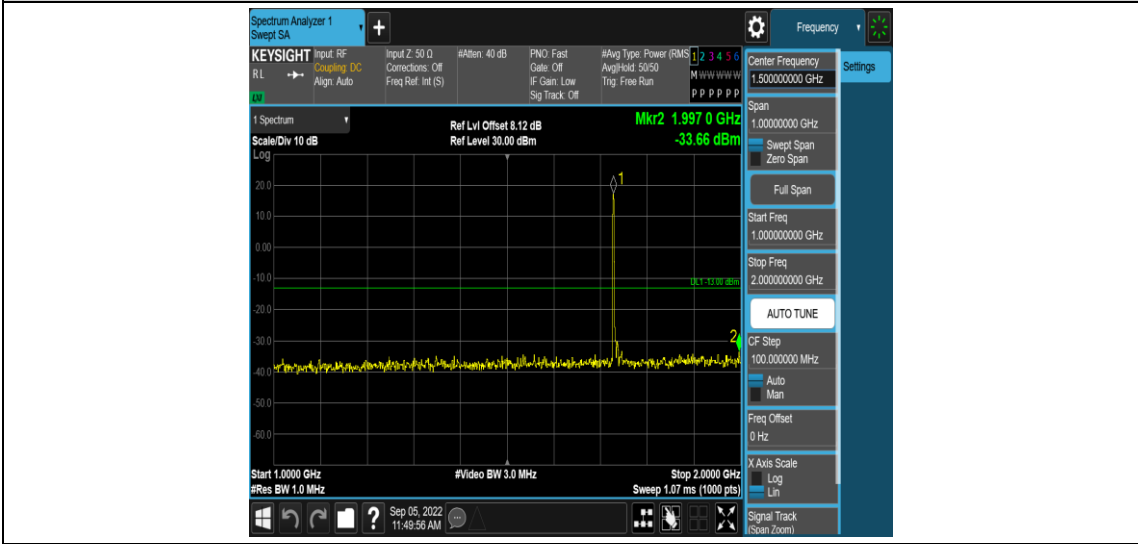 Spectrum Analyzer 1
Swept SA
+
Frequency
KEYSIGHT
RL
LXI
Input: RF
Coupling: DC
Align: Auto
Input Z: 50 Ω
Corrections: Off
Freq Ref: Int (S)
#Atten: 40 dB
PNO: Fast
Gate: Off
IF Gain: Low
Sig Track: Off
#Avg Type: Power (RMS
Avg|Hold: 50/50
Trig: Free Run
1 2 3 4 5 6
M W W W W W
P P P P P P
1 Spectrum
Scale/Div 10 dB
Log
Ref Lvl Offset 8.12 dB
Ref Level 30.00 dBm
Mkr2 1.997 0 GHz
-33.66 dBm
20.0
10.0
0.00
-10.0
-20.0
-30.0
-40.0
-50.0
-60.0
1
DL1 -13.00 dBm
2
Start 1.0000 GHz
#Res BW 1.0 MHz
#Video BW 3.0 MHz
Stop 2.0000 GHz
Sweep 1.07 ms (1000 pts)
?
Sep 05, 2022
11:49:56 AM
Center Frequency
1.500000000 GHz
Span
1.00000000 GHz
Swept Span
Zero Span
Full Span
Start Freq
1.000000000 GHz
Stop Freq
2.000000000 GHz
AUTO TUNE
CF Step
100.000000 MHz
Auto
Man
Freq Offset
0 Hz
X Axis Scale
Log
Lin
Signal Track
(Span Zoom)
Settings